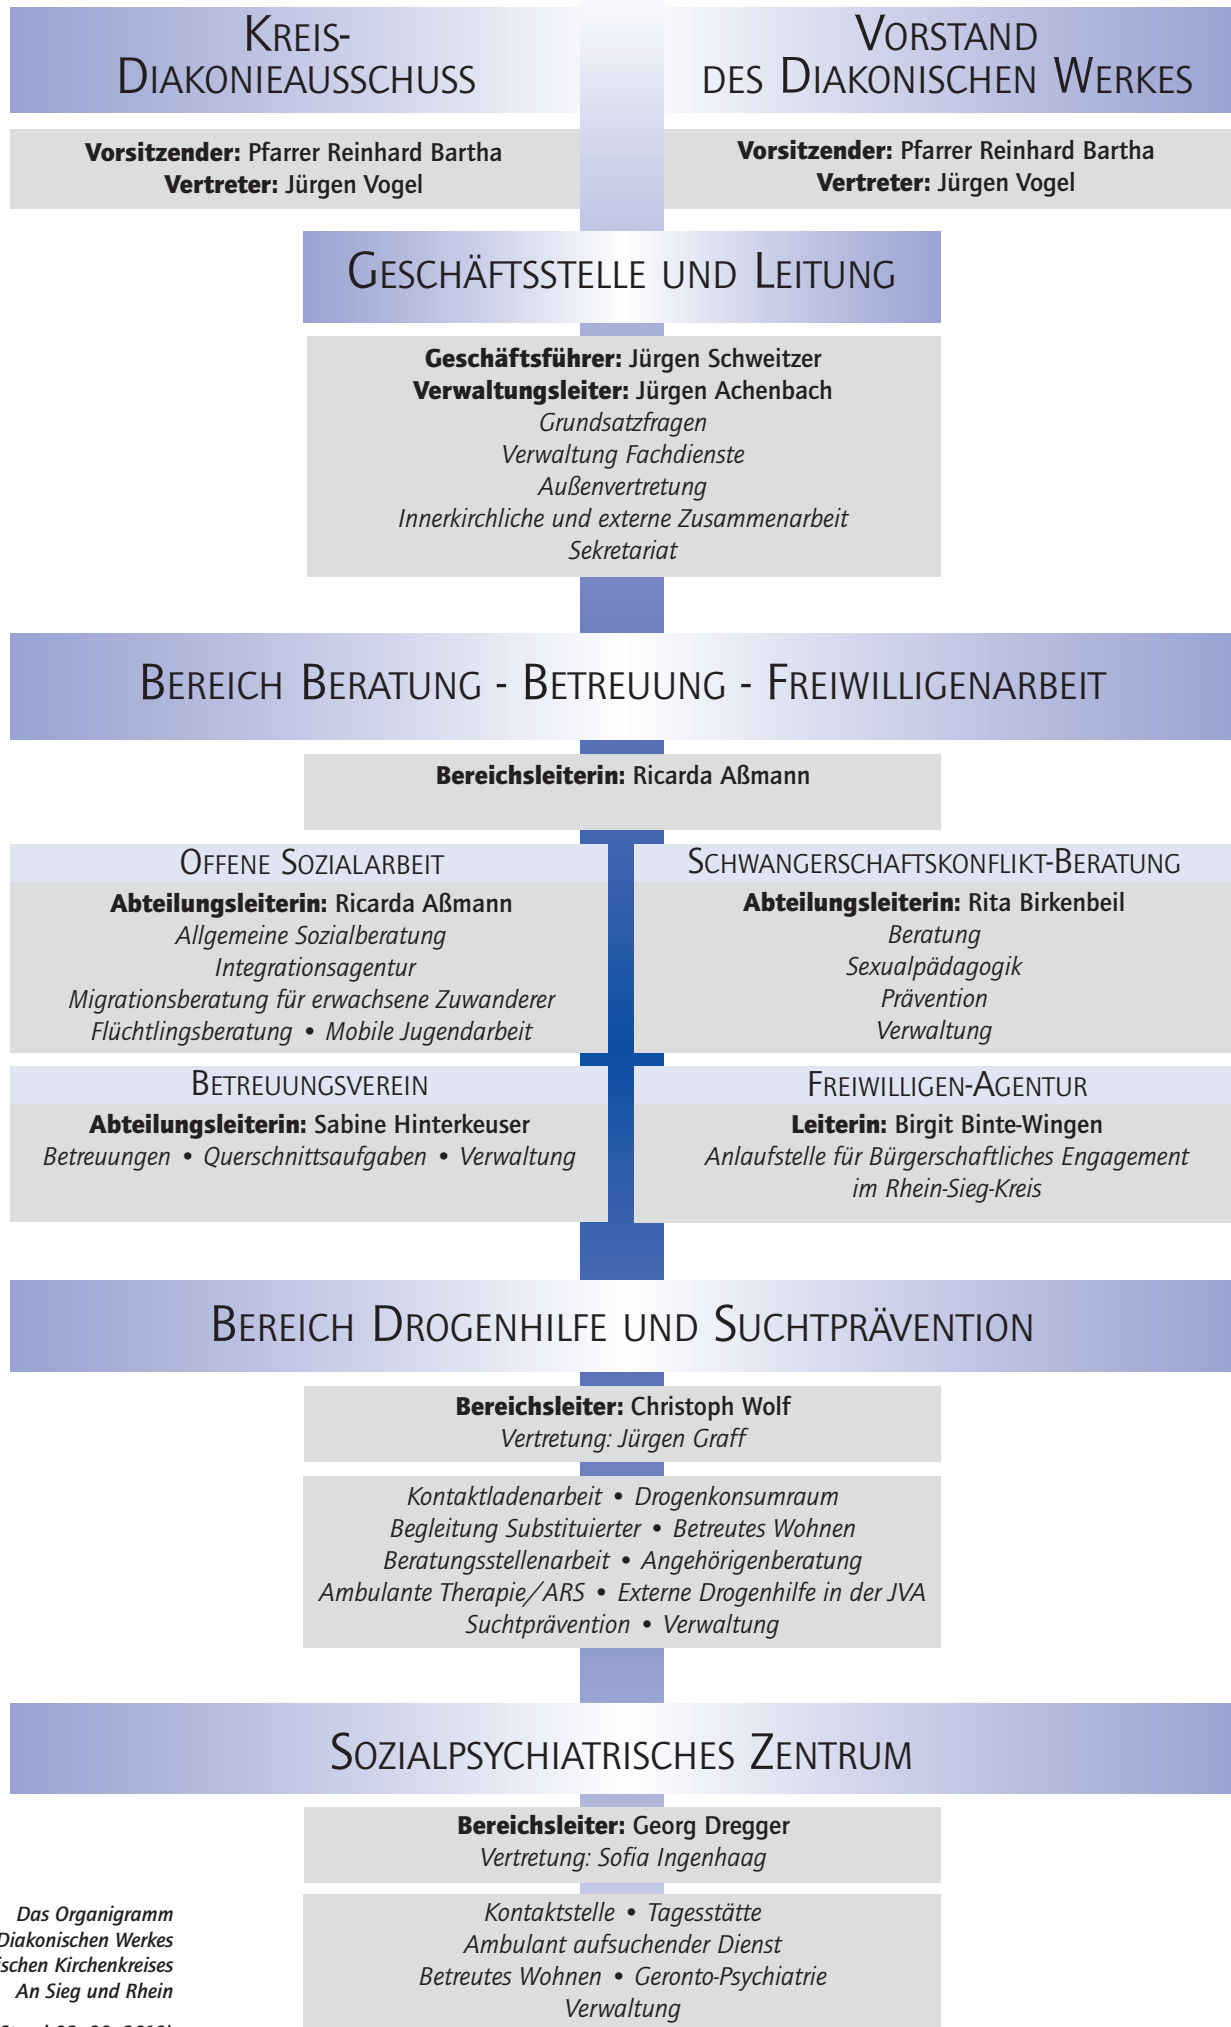 KREIS-
DIAKONIEAUSSCHUSS
Vorsitzender: Pfarrer Reinhard Bartha
Vertreter: Jürgen Vogel
VORSTAND
DES DIAKONISCHEN WERKES
Vorsitzender: Pfarrer Reinhard Bartha
Vertreter: Jürgen Vogel
GESCHÄFTSSTELLE UND LEITUNG
Geschäftsführer: Jürgen Schweitzer
Verwaltungsleiter: Jürgen Achenbach
Grundsatzfragen
Verwaltung Fachdienste
Außenvertretung
Innerkirchliche und externe Zusammenarbeit
Sekretariat
BEREICH BERATUNG - BETREUUNG - FREIWILLIGENARBEIT
Bereichsleiterin: Ricarda Aßmann
OFFENE SOZIALARBEIT
Abteilungsleiterin: Ricarda Aßmann
Allgemeine Sozialberatung
Integrationsagentur
Migrationsberatung für erwachsene Zuwanderer
Flüchtlingsberatung • Mobile Jugendarbeit
SCHWANGERSCHAFTSKONFLIKT-BERATUNG
Abteilungsleiterin: Rita Birkenbeil
Beratung
Sexualpädagogik
Prävention
Verwaltung
BETREUUNGSVEREIN
Abteilungsleiterin: Sabine Hinterkeuser
Betreuungen • Querschnittsaufgaben • Verwaltung
FREIWILLIGEN-AGENTUR
Leiterin: Birgit Binte-Wingen
Anlaufstelle für Bürgerschaftliches Engagement
im Rhein-Sieg-Kreis
BEREICH DROGENHILFE UND SUCHTPRÄVENTION
Bereichsleiter: Christoph Wolf
Vertretung: Jürgen Graff
Kontaktladenarbeit • Drogenkonsumraum
Begleitung Substituierter • Betreutes Wohnen
Beratungsstellenarbeit • Angehörigenberatung
Ambulante Therapie/ARS • Externe Drogenhilfe in der JVA
Suchtprävention • Verwaltung
SOZIALPSYCHIATRISCHES ZENTRUM
Bereichsleiter: Georg Dregger
Vertretung: Sofia Ingenhaag
Kontaktstelle • Tagesstätte
Ambulant aufsuchender Dienst
Betreutes Wohnen • Geronto-Psychiatrie
Verwaltung
Das Organigramm
Diakonischen Werkes
Kirchenkreises
An Sieg und Rhein